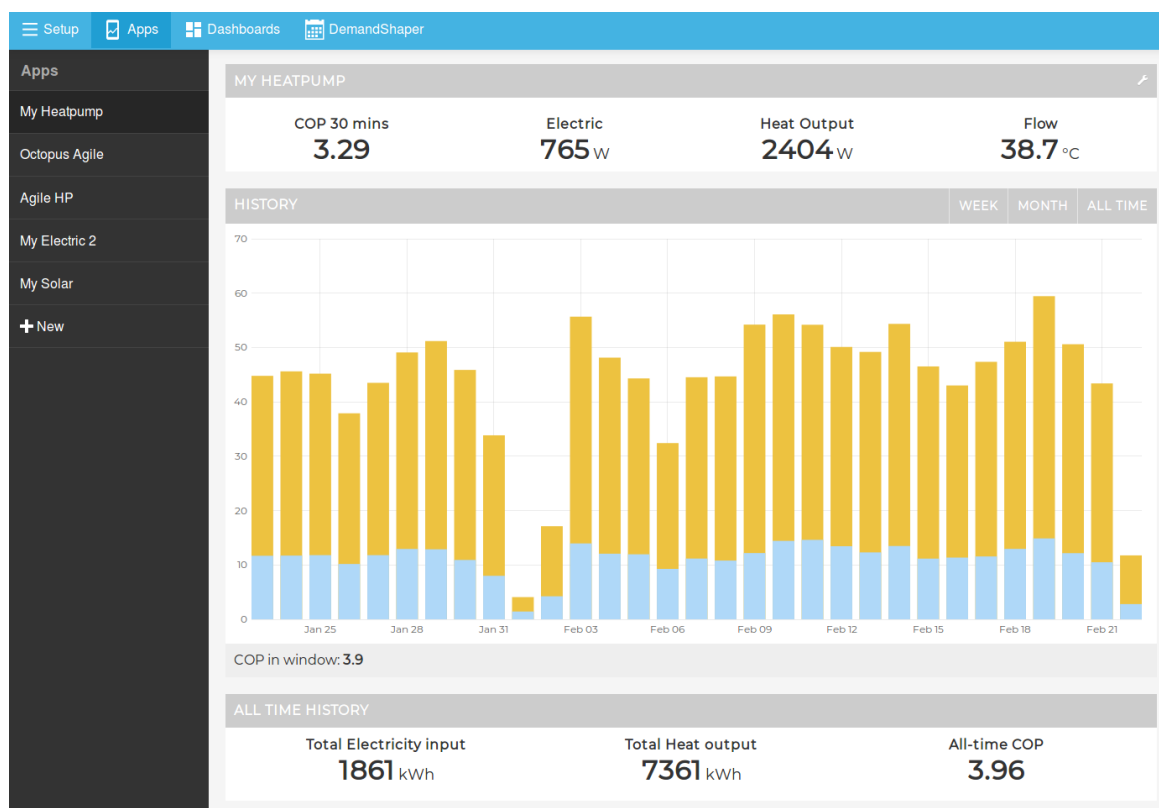 Setup Apps Dashboards DemandShaper
Apps
My Heatpump
Octopus Agile
Agile HP
My Electric 2
My Solar
New
MY HEATPUMP
COP 30 mins Electric Heat Output Flow
3.29 765 W 2404 W 38.7 °C
HISTORY WEEK MONTH ALL TIME
70
60
50
40
30
20
10
0
Jan 25 Jan 28 Jan 31 Feb 03 Feb 06 Feb 09 Feb 12 Feb 15 Feb 18 Feb 21
COP in window: 3.9
ALL TIME HISTORY
Total Electricity input Total Heat output All-time COP
1861 kWh 7361 kWh 3.96